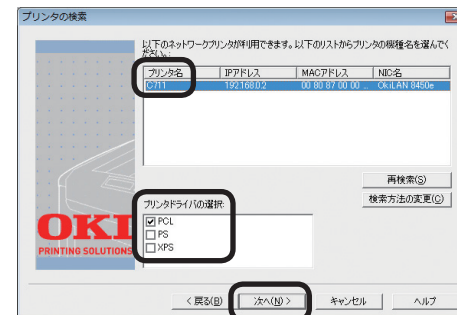 プリンタの検索
以下のネットワークプリンタが利用できます。以下のリストからプリンタの機種名を選んでください。:
プリンタ名 IPアドレス MACアドレス NIC名
C711 192.168.0.2 00 80 87 00 00 ... OkiLAN 8450e
再検索(S)
検索方法の変更(C)
プリンタドライバの選択:
PCL
PS
XPS
OKI
PRINTING SOLUTIONS
< 戻る(B) 次へ(N) > キャンセル ヘルプ